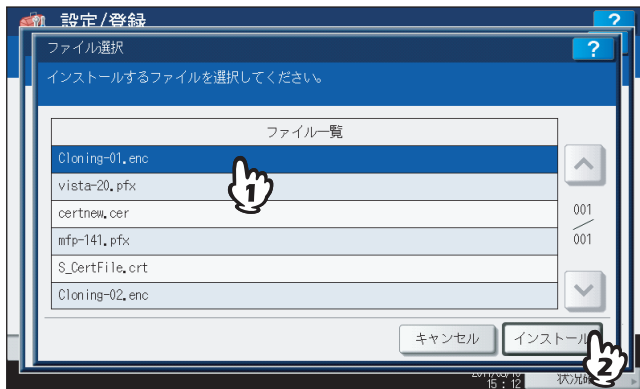 設定/登録
?
ファイル選択
?
インストールするファイルを選択してください。
ファイル一覧
Cloning-01.enc
1
vista-20.pfx
certnew.cer
001
mfp-141.pfx
001
S_CertFile.crt
Cloning-02.enc
キャンセル
インストール
2
15:12